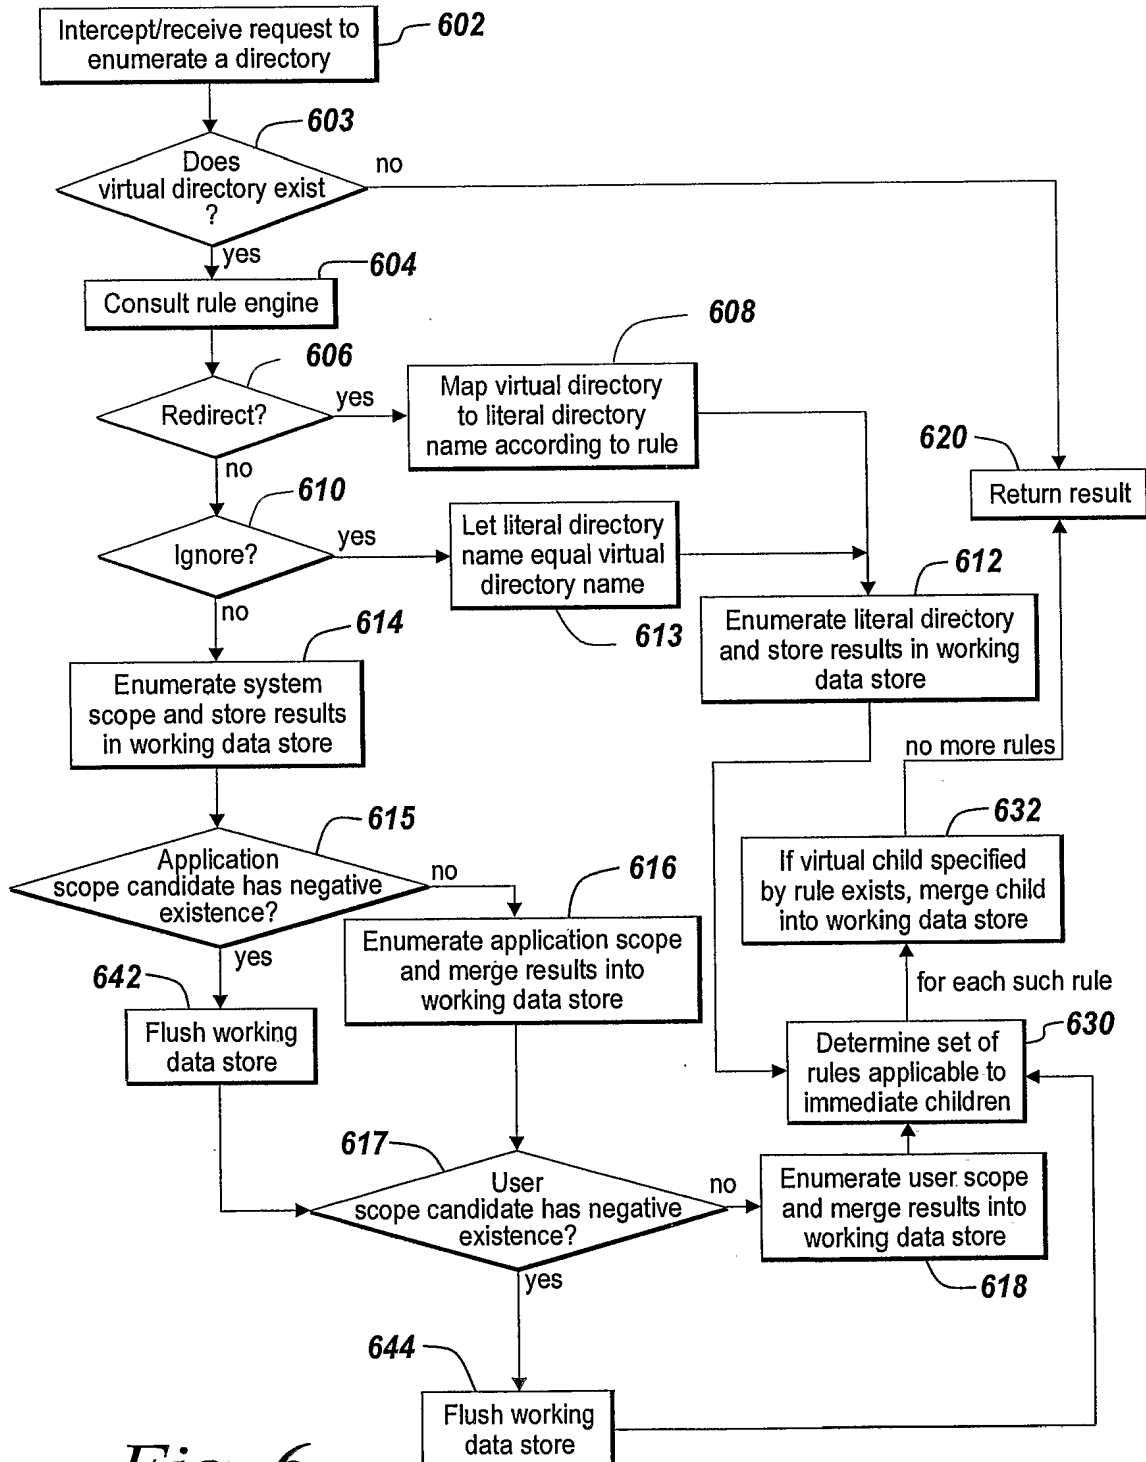 Intercept/receive request to
enumerate a directory
602
603
Does
virtual directory exist
?
no
yes
604
Consult rule engine
606
608
Redirect?
yes
Map virtual directory
to literal directory
name according to rule
620
Return result
no
610
Ignore?
yes
Let literal directory
name equal virtual
directory name
613
612
Enumerate literal directory
and store results in working
data store
no
614
Enumerate system
scope and store results
in working data store
no more rules
615
Application
scope candidate has negative
existence?
no
616
Enumerate application scope
and merge results into
working data store
632
If virtual child specified
by rule exists, merge child
into working data store
yes
642
Flush working
data store
for each such rule
630
Determine set of
rules applicable to
immediate children
617
User
scope candidate has negative
existence?
no
Enumerate user scope
and merge results into
working data store
618
yes
644
Flush working
data store
Fig. 6